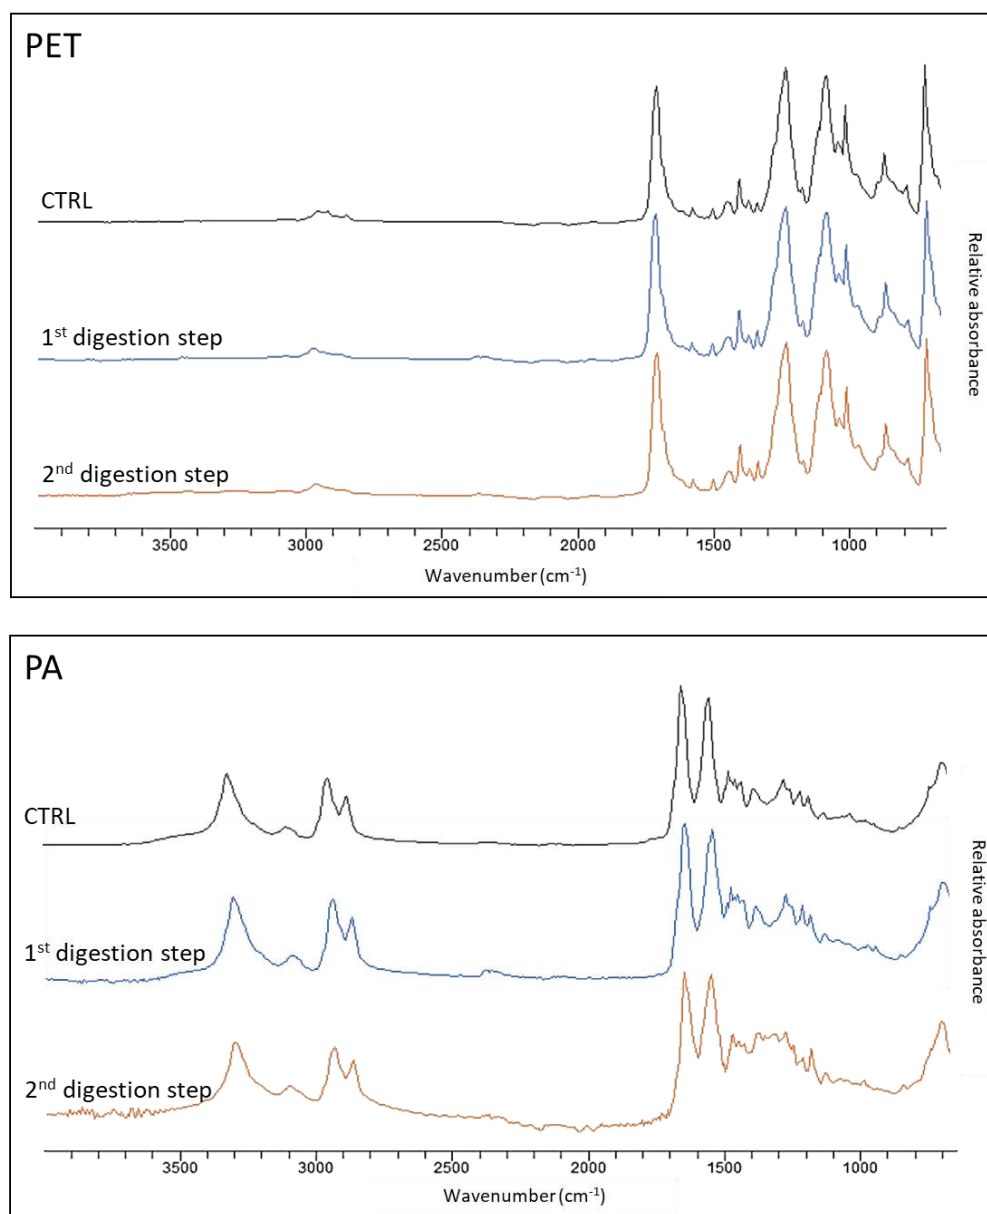 PET
CTRL
1st digestion step
2nd digestion step
Relative absorbance
3500 3000 2500 2000 1500 1000
Wavenumber (cm-1)
PA
CTRL
1st digestion step
2nd digestion step
Relative absorbance
3500 3000 2500 2000 1500 1000
Wavenumber (cm-1)